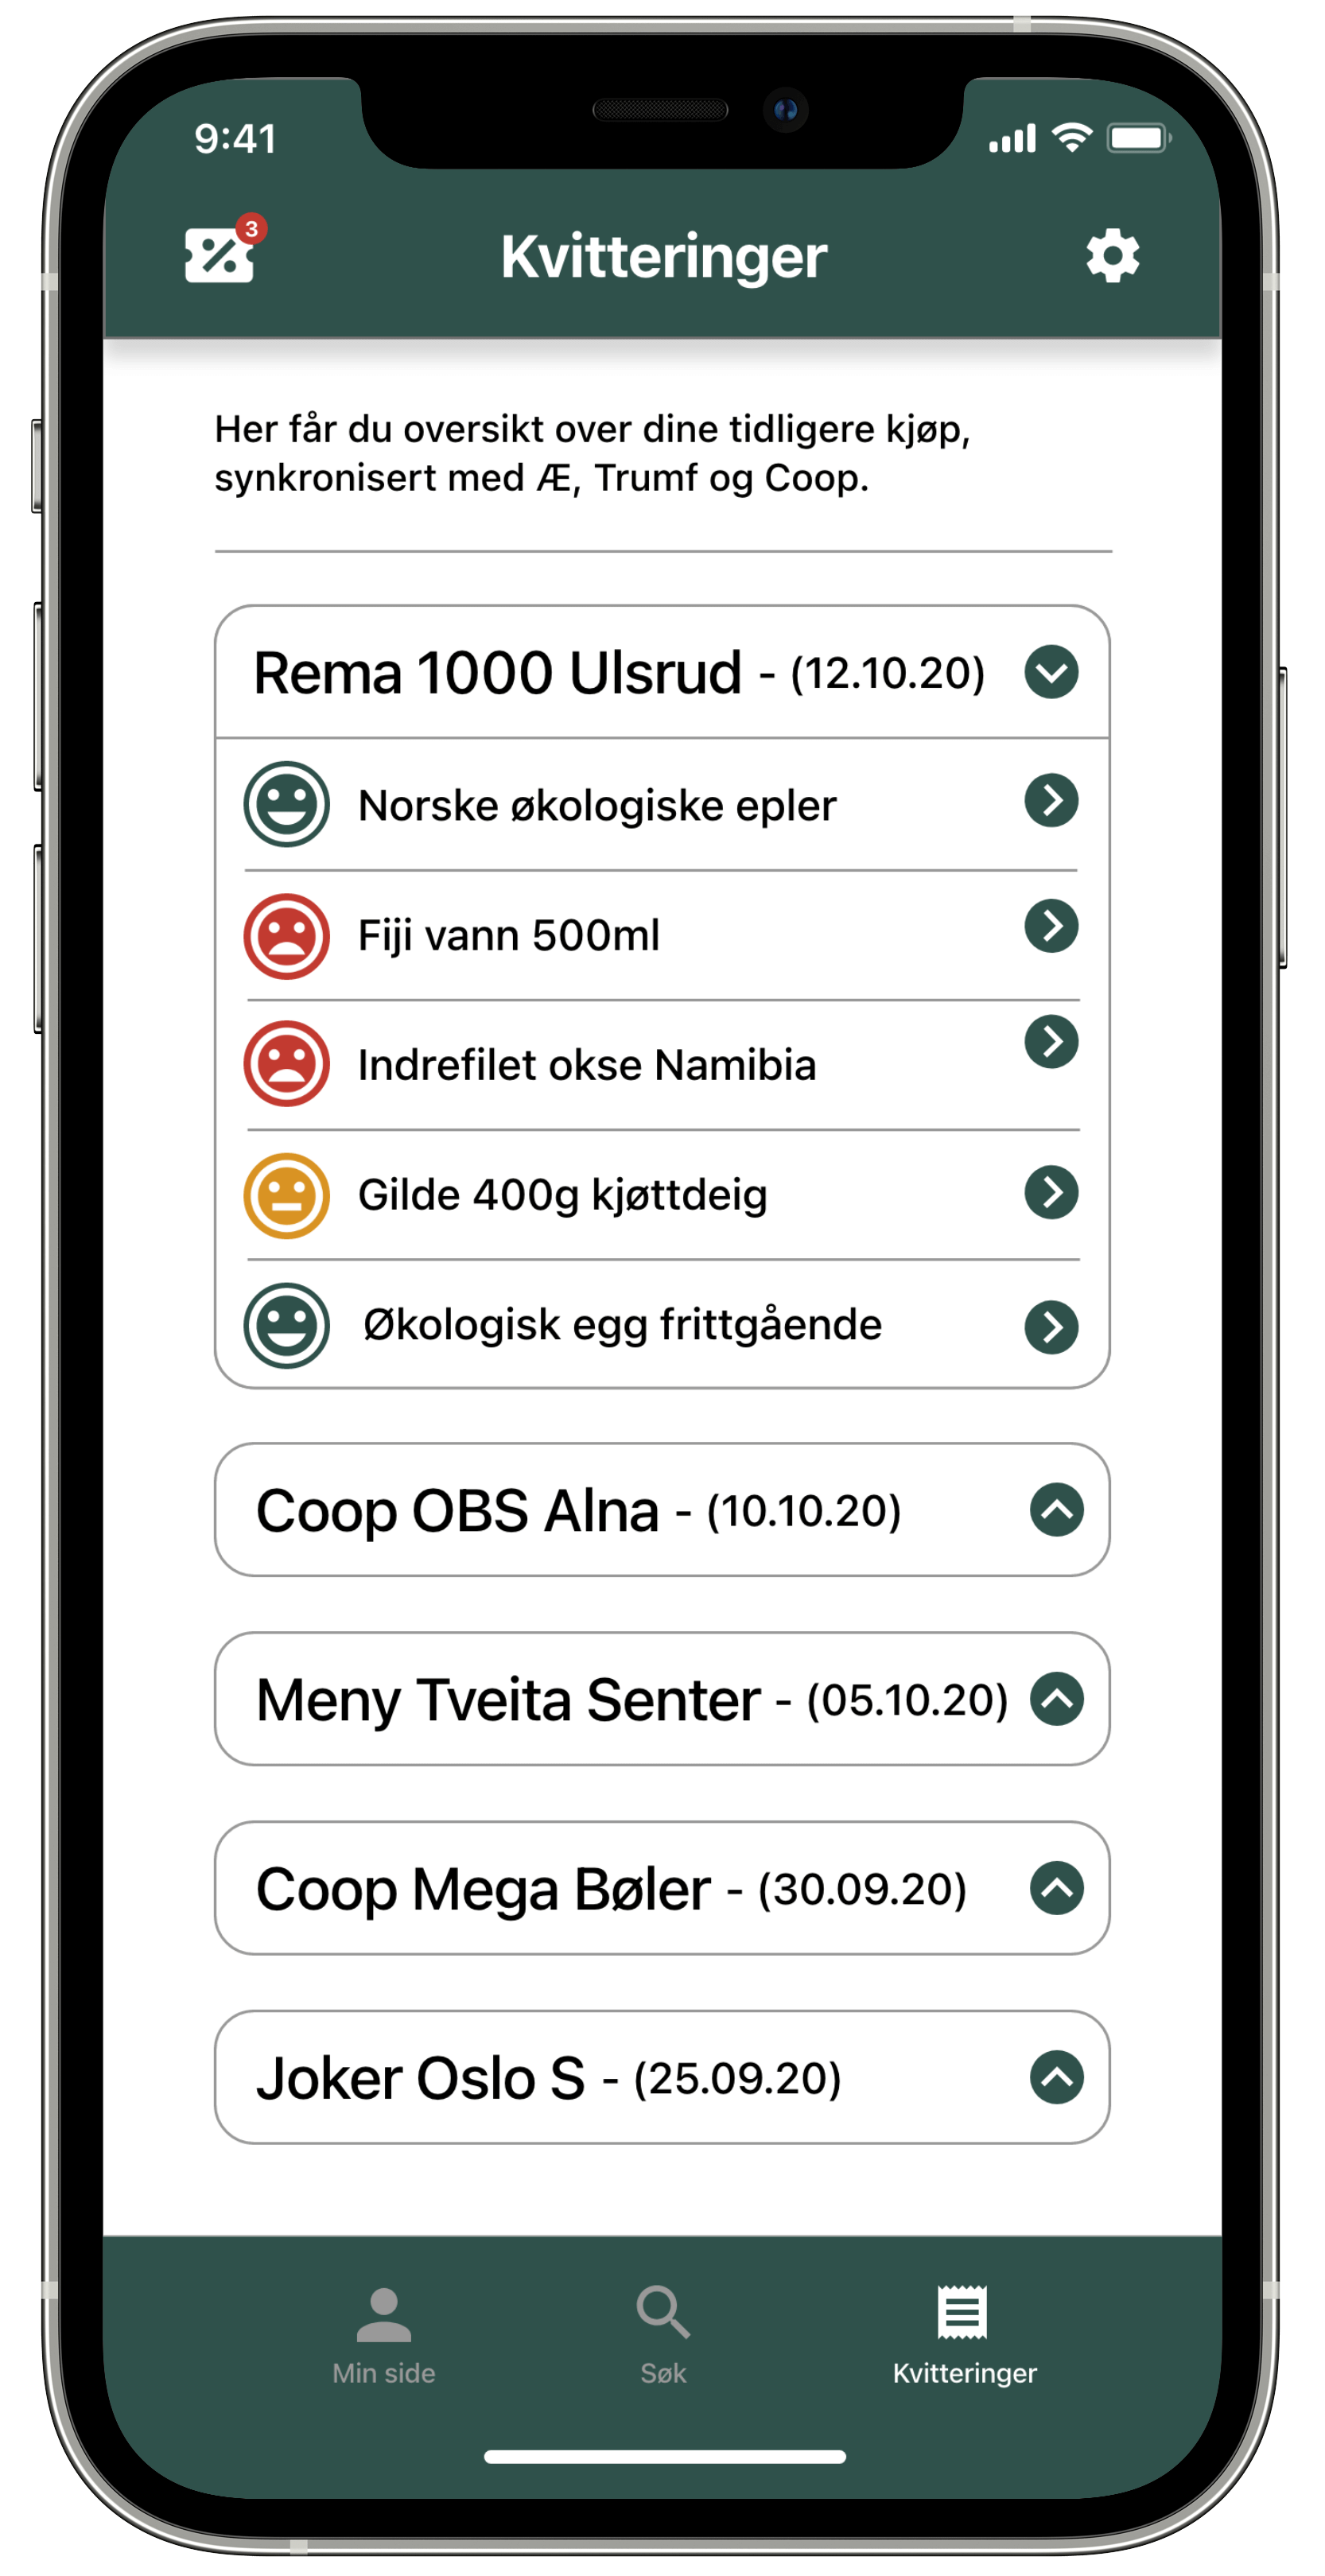 9:41
3
Kvitteringer
Her får du oversikt over dine tidligere kjøp,
synkronisert med Æ, Trumf og Coop.
Rema 1000 Ulsrud - (12.10.20)
Norske økologiske epler
Fiji vann 500ml
Indrefilet okse Namibia
Gilde 400g kjøttdeig
Økologisk egg frittgående
Coop OBS Alna - (10.10.20)
Meny Tveita Senter - (05.10.20)
Coop Mega Bøler - (30.09.20)
Joker Oslo S - (25.09.20)
Min side Søk Kvitteringer